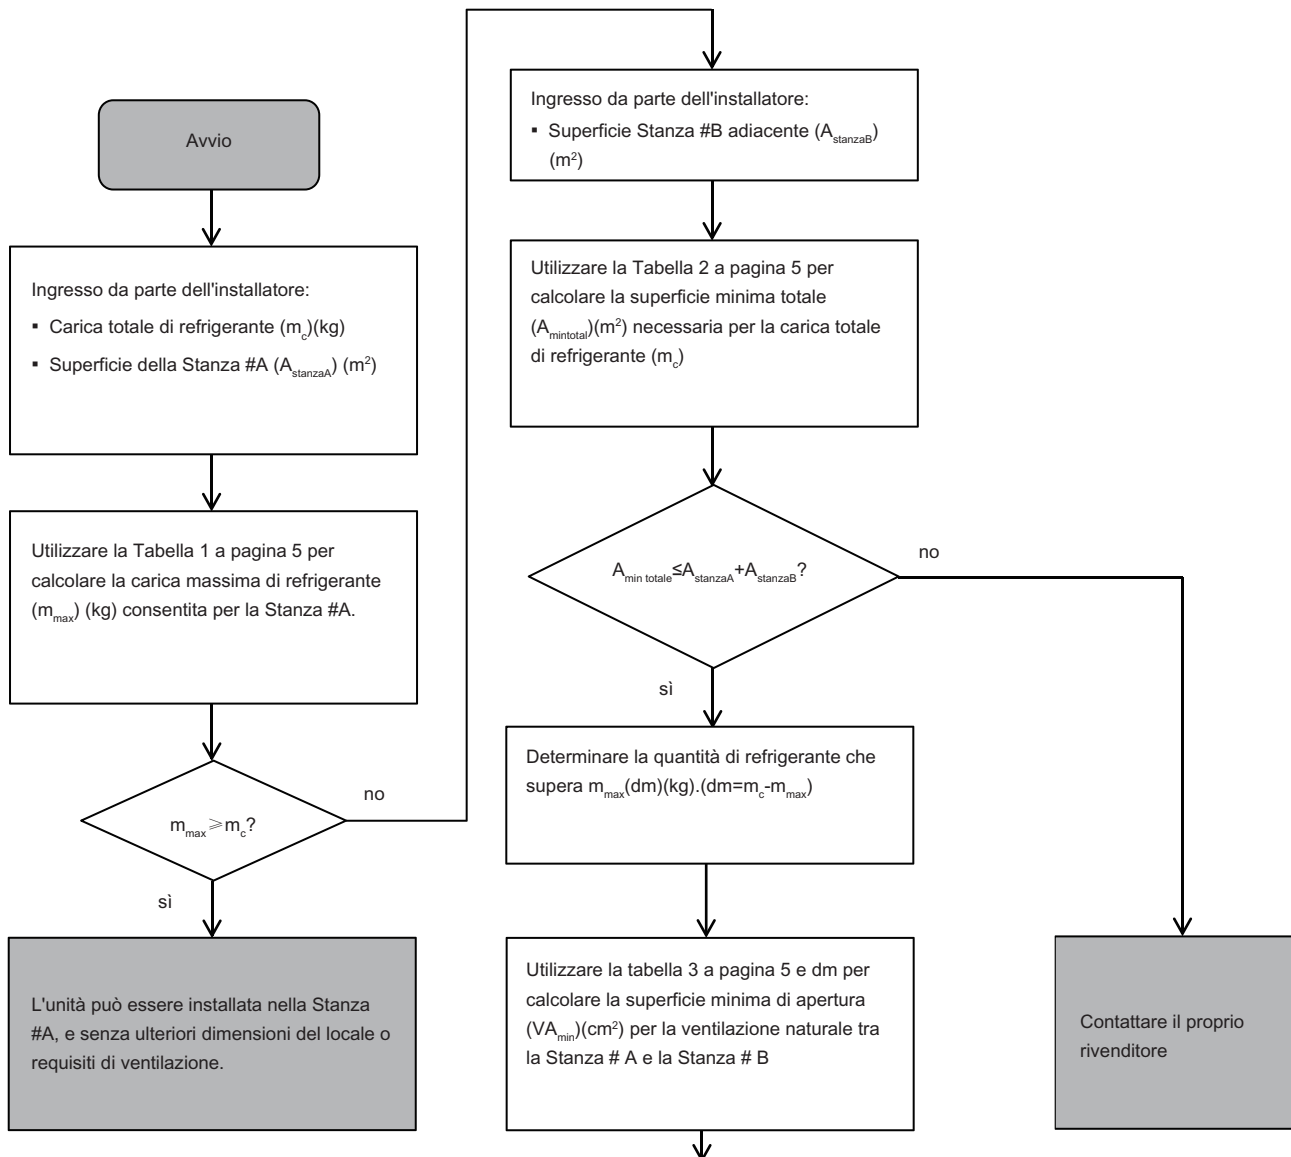 Avvio
Ingresso da parte dell'installatore:
▪ Carica totale di refrigerante (mc)(kg)
▪ Superficie della Stanza #A (AstanzaA) (m²)
Utilizzare la Tabella 1 a pagina 5 per
calcolare la carica massima di refrigerante
(mmax) (kg) consentita per la Stanza #A.
mmax ⩾mc?
no
sì
L'unità può essere installata nella Stanza
#A, e senza ulteriori dimensioni del locale o
requisiti di ventilazione.
Ingresso da parte dell'installatore:
▪ Superficie Stanza #B adiacente (AstanzaB)
(m²)
Utilizzare la Tabella 2 a pagina 5 per
calcolare la superficie minima totale
(Amintotal)(m²) necessaria per la carica totale
di refrigerante (mc)
Amin totale≤AstanzaA+AstanzaB?
no
sì
Determinare la quantità di refrigerante che
supera mmax(dm)(kg).(dm=mc-mmax)
Utilizzare la tabella 3 a pagina 5 e dm per
calcolare la superficie minima di apertura
(VAmin)(cm²) per la ventilazione naturale tra
la Stanza # A e la Stanza # B
Contattare il proprio
rivenditore